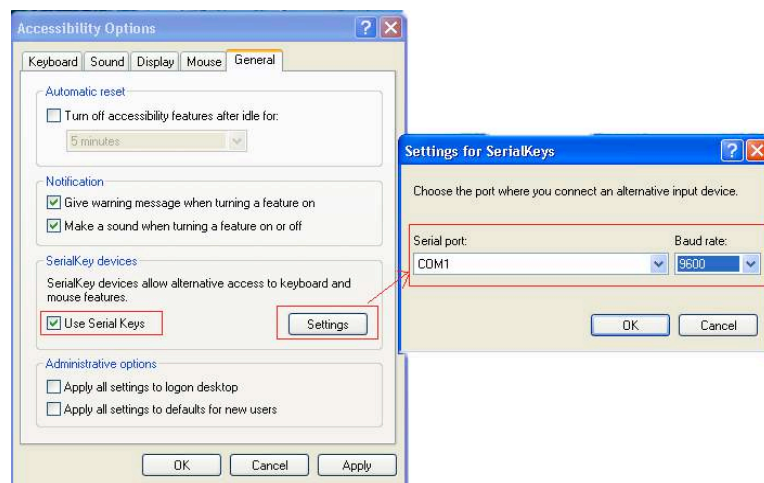 Accessibility Options
Keyboard Sound Display Mouse General
Automatic reset
Turn off accessibility features after idle for:
5 minutes
Notification
Give warning message when turning a feature on
Make a sound when turning a feature on or off
SerialKey devices
SerialKey devices allow alternative access to keyboard and
mouse features.
Use Serial Keys
Settings
Administrative options
Apply all settings to logon desktop
Apply all settings to defaults for new users
OK Cancel Apply
Settings for SerialKeys
Choose the port where you connect an alternative input device.
Serial port: Baud rate:
COM1 9600
OK Cancel